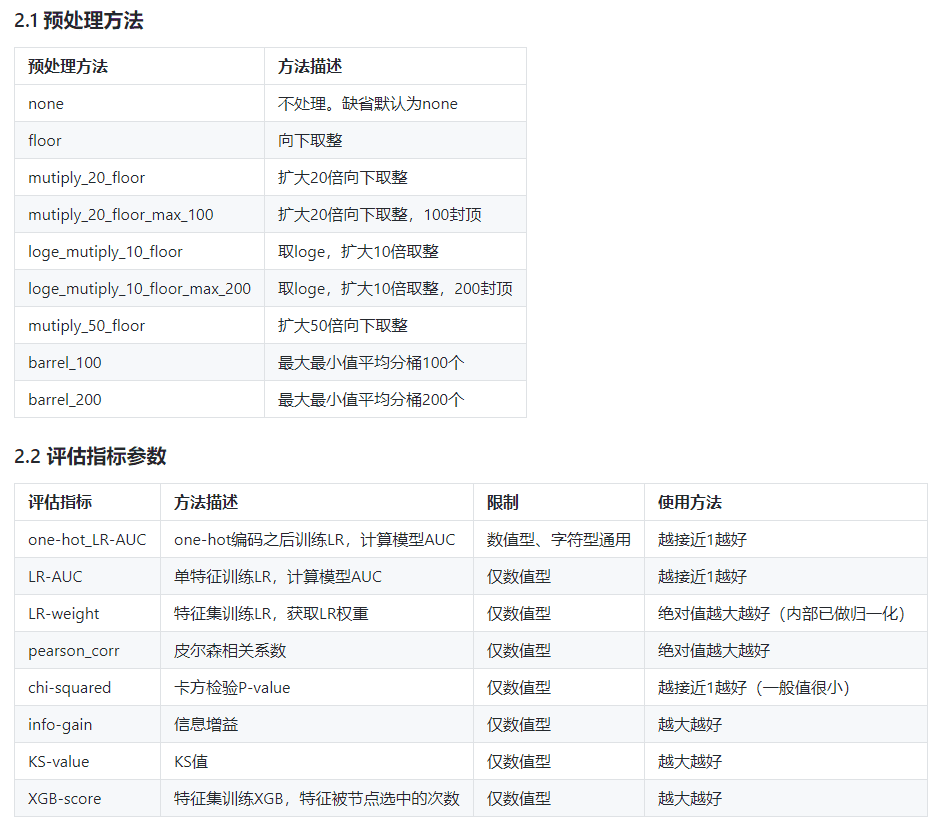 2.1 预处理方法
预处理方法 方法描述
none 不处理。缺省默认为none
floor 向下取整
mutiply_20_floor 扩大20倍向下取整
mutiply_20_floor_max_100 扩大20倍向下取整，100封顶
loge_mutiply_10_floor 取loge，扩大10倍取整
loge_mutiply_10_floor_max_200 取loge，扩大10倍取整，200封顶
mutiply_50_floor 扩大50倍向下取整
barrel_100 最大最小值平均分桶100个
barrel_200 最大最小值平均分桶200个
2.2 评估指标参数
评估指标 方法描述 限制 使用方法
one-hot_LR-AUC one-hot编码之后训练LR，计算模型AUC 数值型、字符型通用 越接近1越好
LR-AUC 单特征训练LR，计算模型AUC 仅数值型 越接近1越好
LR-weight 特征集训练LR，获取LR权重 仅数值型 绝对值越大越好（内部已做归一化）
pearson_corr 皮尔森相关系数 仅数值型 绝对值越大越好
chi-squared 卡方检验P-value 仅数值型 越接近1越好（一般值很小）
info-gain 信息增益 仅数值型 越大越好
KS-value KS值 仅数值型 越大越好
XGB-score 特征集训练XGB，特征被节点选中的次数 仅数值型 越大越好